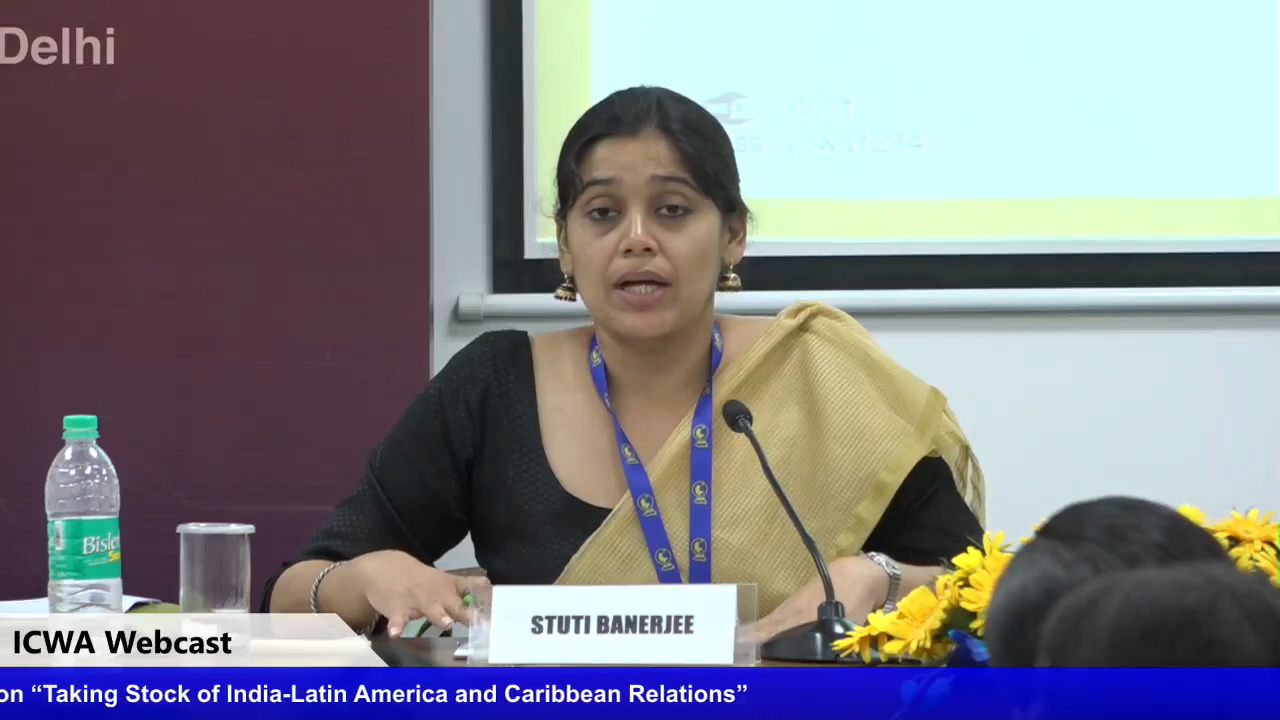 Delhi
STUTI BANERJEE
ICWA Webcast
on “Taking Stock of India-Latin America and Caribbean Relations”